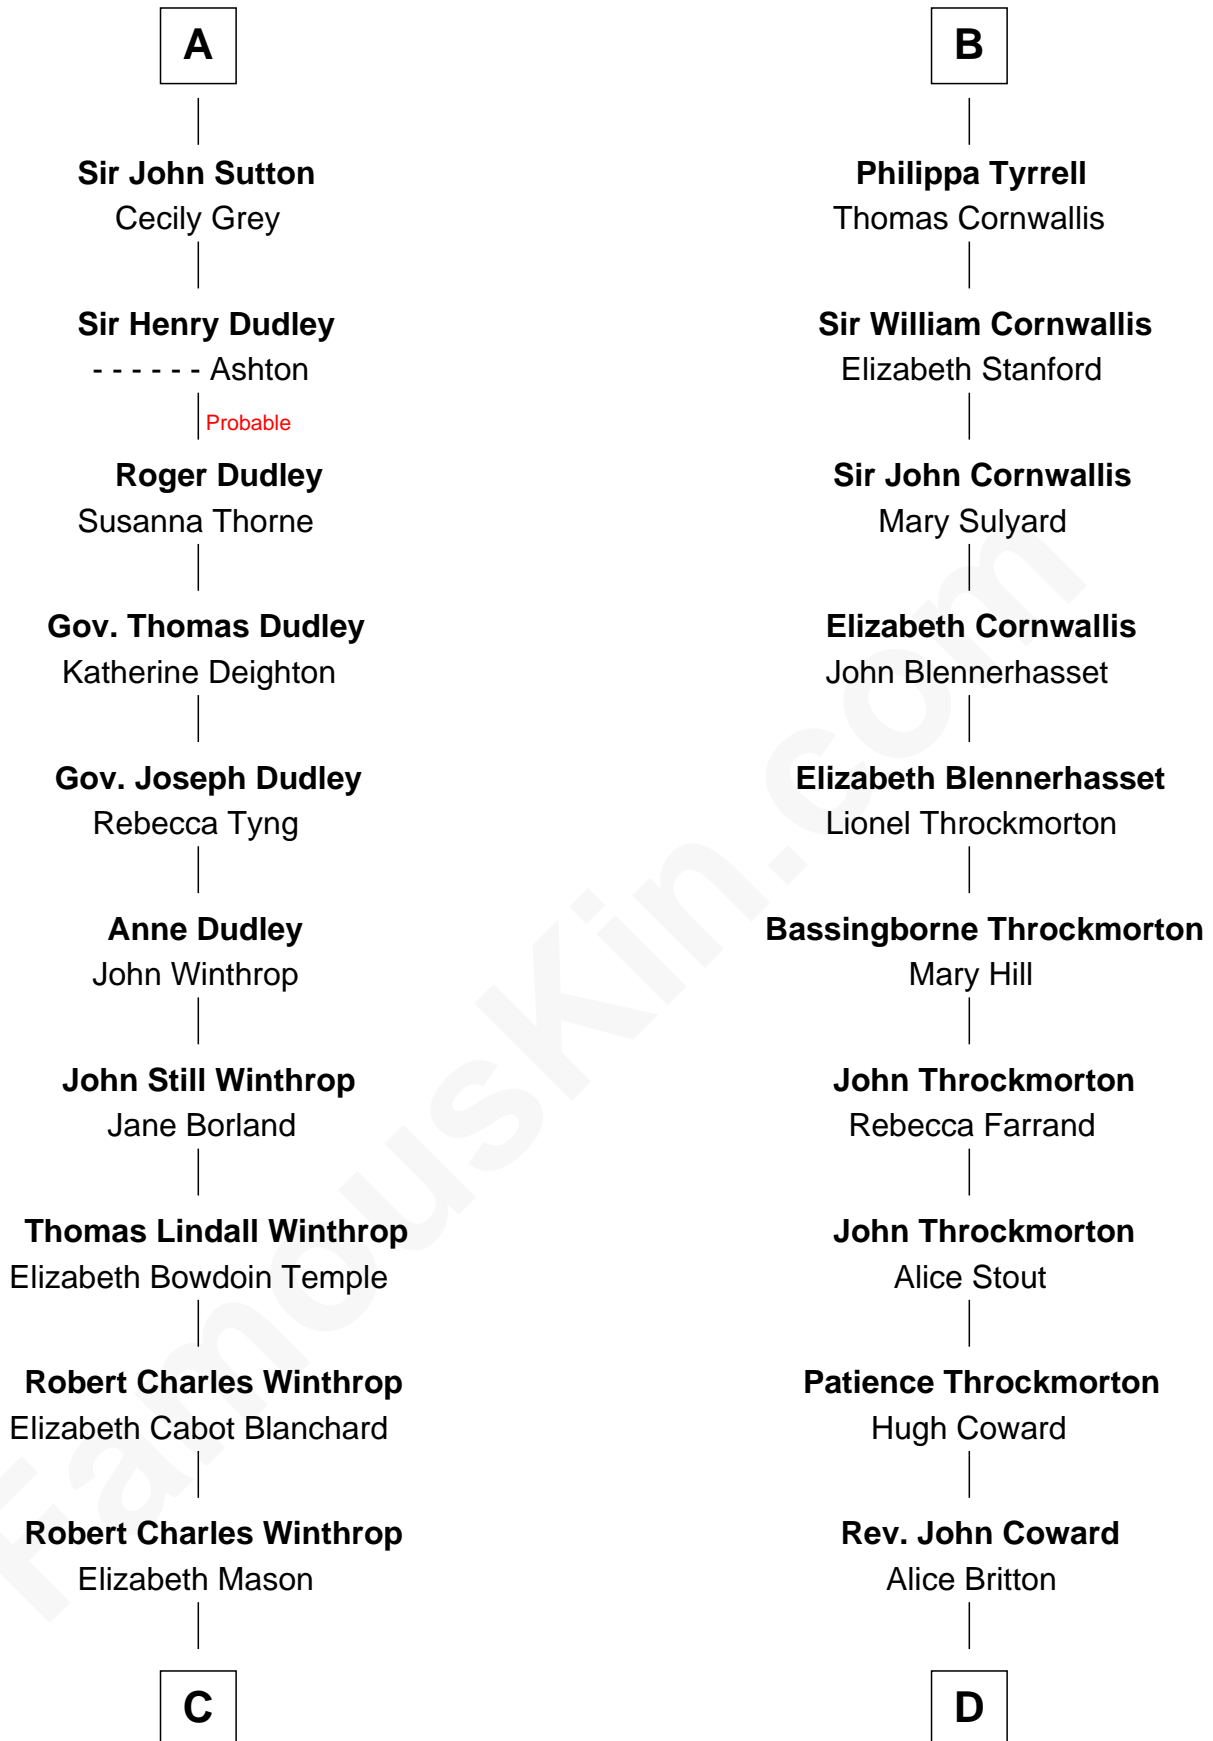 A
Sir John Sutton
Cecily Grey
Sir Henry Dudley
- - - - - - Ashton
Probable
Roger Dudley
Susanna Thorne
Gov. Thomas Dudley
Katherine Deighton
Gov. Joseph Dudley
Rebecca Tyng
Anne Dudley
John Winthrop
John Still Winthrop
Jane Borland
Thomas Lindall Winthrop
Elizabeth Bowdoin Temple
Robert Charles Winthrop
Elizabeth Cabot Blanchard
Robert Charles Winthrop
Elizabeth Mason
C
B
Philippa Tyrrell
Thomas Cornwallis
Sir William Cornwallis
Elizabeth Stanford
Sir John Cornwallis
Mary Sulyard
Elizabeth Cornwallis
John Blennerhasset
Elizabeth Blennerhasset
Lionel Throckmorton
Bassingborne Throckmorton
Mary Hill
John Throckmorton
Rebecca Farrand
John Throckmorton
Alice Stout
Patience Throckmorton
Hugh Coward
Rev. John Coward
Alice Britton
D
FamousKin.com